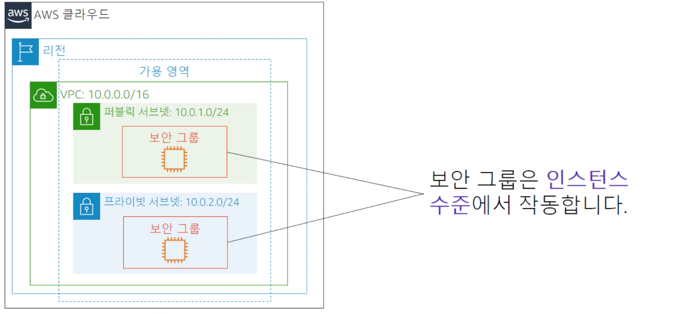 aws
AWS 클라우드
리전
가용 영역
VPC: 10.0.0.0/16
퍼블릭 서브넷: 10.0.1.0/24
보안 그룹
프라이빗 서브넷: 10.0.2.0/24
보안 그룹
보안 그룹은 인스턴스
수준에서 작동합니다.